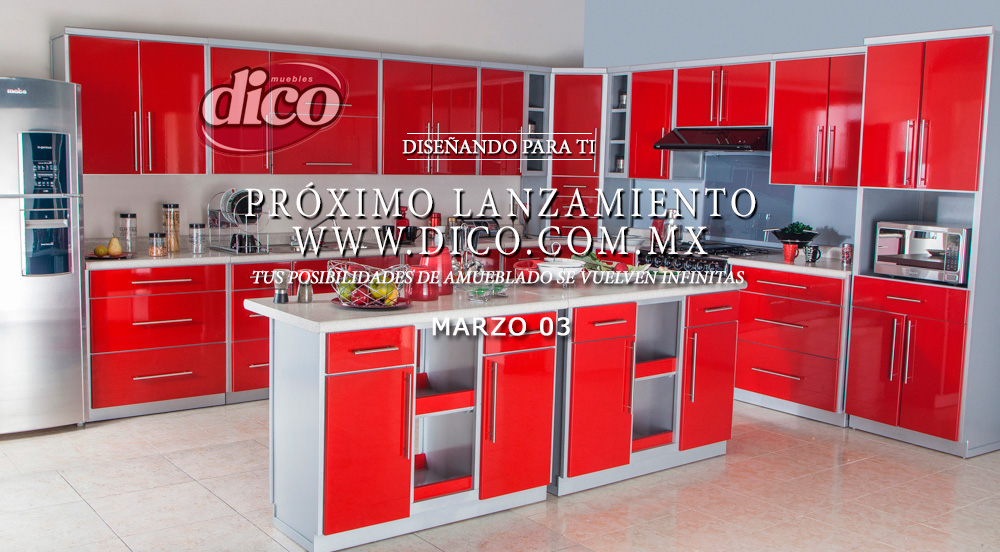 mabe
muebles
dico
DISEÑANDO PARA TI
PRÓXIMO LANZAMIENTO
WWW.DICO.COM.MX
TUS POSIBILIDADES DE AMUEBLADO SE VUELVEN INFINITAS
MARZO 03